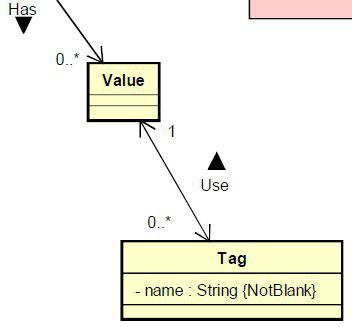 Has
0..*
Value
1
Use
0..*
Tag
- name : String {NotBlank}